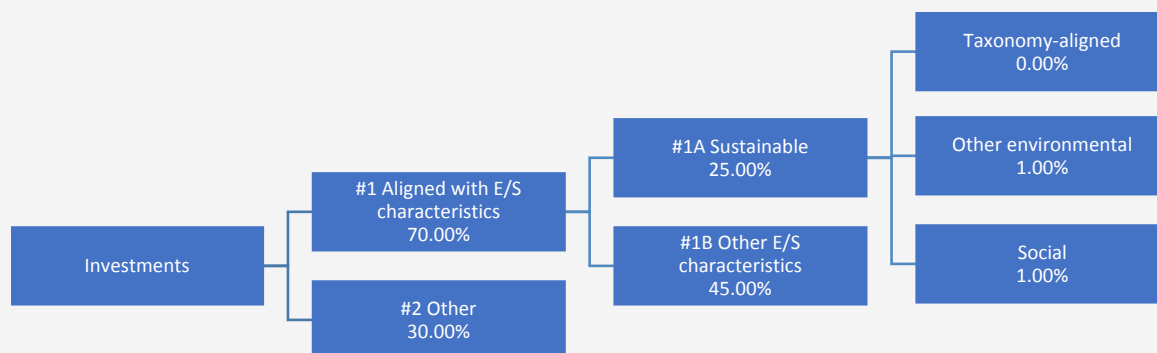 Investments
#1 Aligned with E/S
characteristics
70.00%
#2 Other
30.00%
#1A Sustainable
25.00%
#1B Other E/S
characteristics
45.00%
Taxonomy-aligned
0.00%
Other environmental
1.00%
Social
1.00%